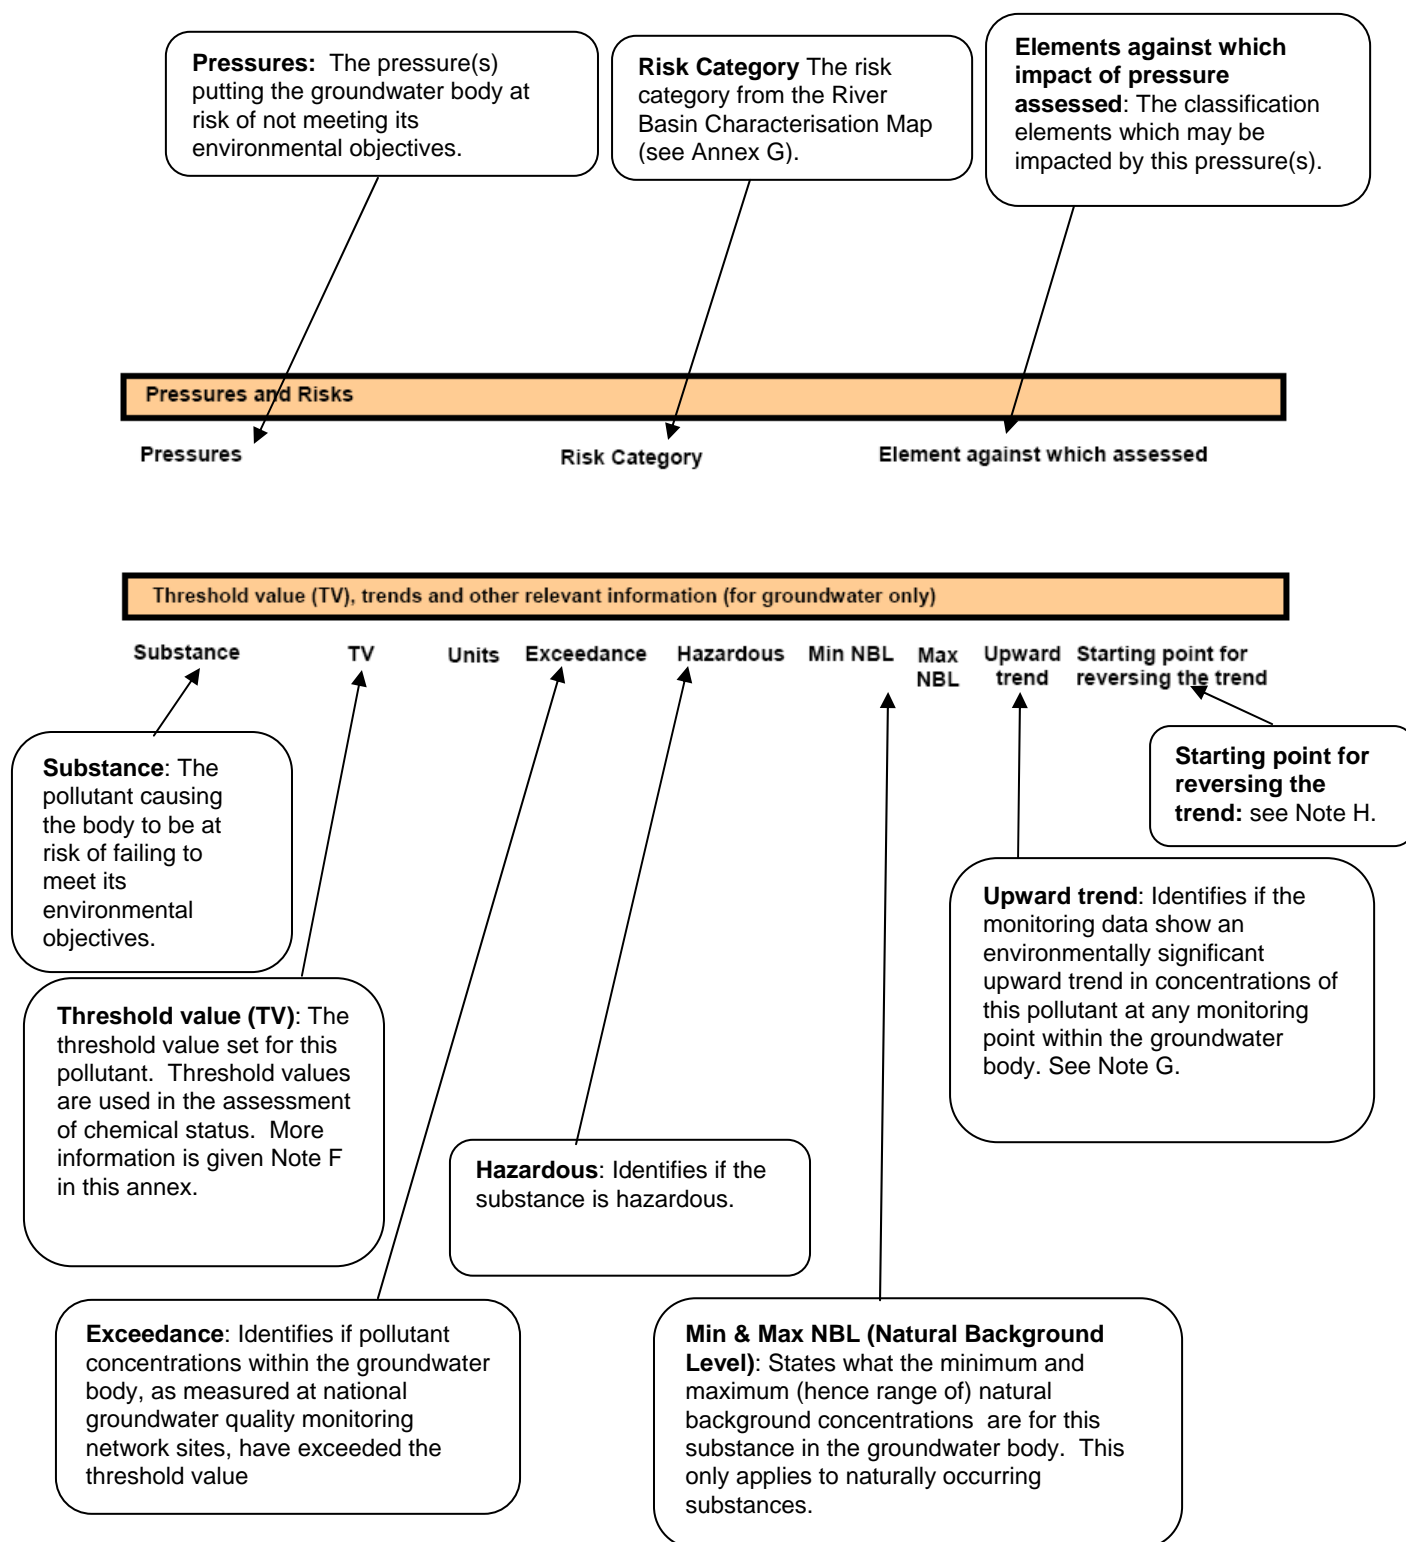 Pressures:  The pressure(s)
putting the groundwater body at
risk of not meeting its
environmental objectives.
Risk Category The risk
category from the River
Basin Characterisation Map
(see Annex G).
Elements against which
impact of pressure
assessed: The classification
elements which may be
impacted by this pressure(s).
Pressures and Risks
Pressures
Risk Category
Element against which assessed
Threshold value (TV), trends and other relevant information (for groundwater only)
Substance
TV
Units
Exceedance
Hazardous
Min NBL
Max
NBL
Upward
trend
Starting point for
reversing the trend
Substance: The
pollutant causing
the body to be at
risk of failing to
meet its
environmental
objectives.
Starting point for
reversing the
trend: see Note H.
Upward trend: Identifies if the
monitoring data show an
environmentally significant
upward trend in concentrations of
this pollutant at any monitoring
point within the groundwater
body. See Note G.
Threshold value (TV): The
threshold value set for this
pollutant.  Threshold values
are used in the assessment
of chemical status.  More
information is given Note F
in this annex.
Hazardous: Identifies if the
substance is hazardous.
Exceedance: Identifies if pollutant
concentrations within the groundwater
body, as measured at national
groundwater quality monitoring
network sites, have exceeded the
threshold value
Min & Max NBL (Natural Background
Level): States what the minimum and
maximum (hence range of) natural
background concentrations  are for this
substance in the groundwater body.  This
only applies to naturally occurring
substances.